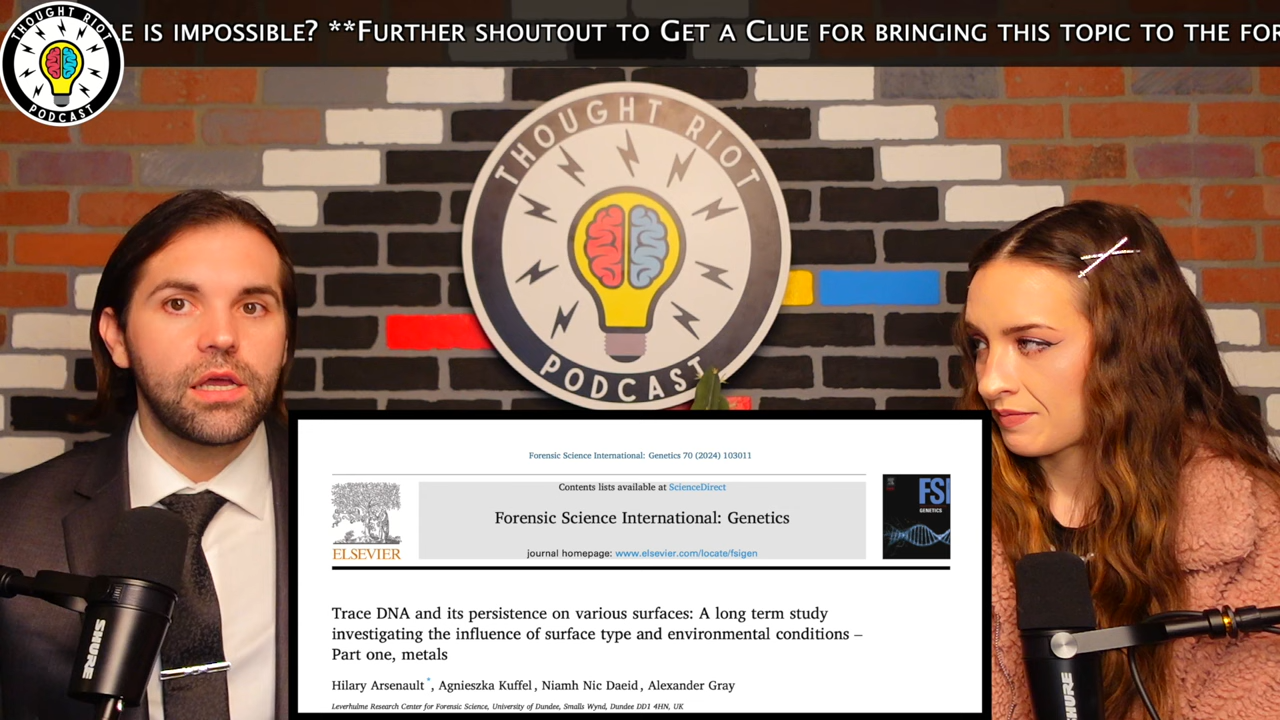 THOUGHT RIOT
PODCAST
E IS IMPOSSIBLE? **FURTHER SHOUTOUT TO GET A CLUE FOR BRINGING THIS TOPIC TO THE FOR
THOUGHT RIOT
PODCAST
Forensic Science International: Genetics 70 (2024) 103011
Contents lists available at ScienceDirect
Forensic Science International: Genetics
journal homepage: www.elsevier.com/locate/fsigen
ELSEVIER
FSI
GENETICS
Trace DNA and its persistence on various surfaces: A long term study
investigating the influence of surface type and environmental conditions –
Part one, metals
Hilary Arsenault*, Agnieszka Kuffel, Niamh Nic Daeid, Alexander Gray
Leverhulme Research Center for Forensic Science, University of Dundee, Smalls Wynd, Dundee DD1 4HN, UK
SHURE
SHURE